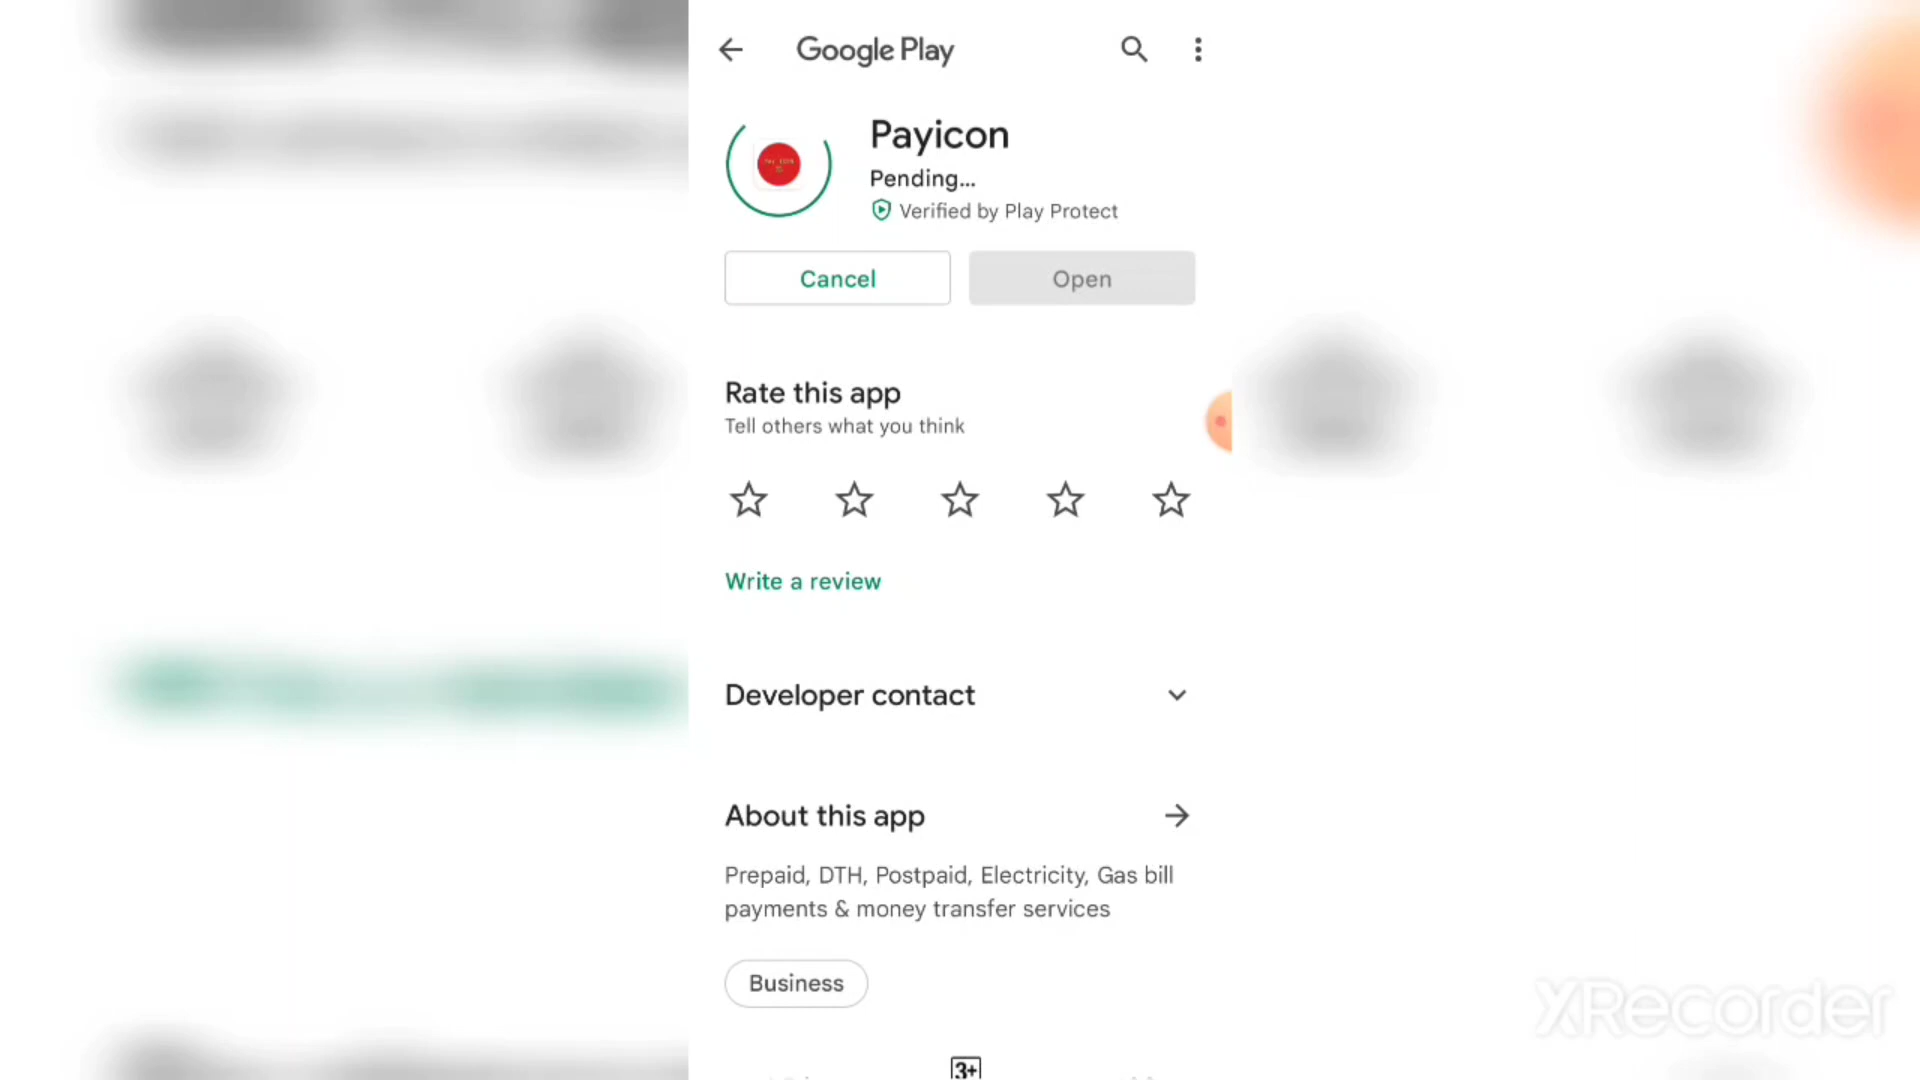 Google Play
Payicon
Pending...
Verified by Play Protect
Cancel
Open
Rate this app
Tell others what you think
Write a review
Developer contact
About this app
Prepaid, DTH, Postpaid, Electricity, Gas bill
payments & money transfer services
Business
3+
XRecorder